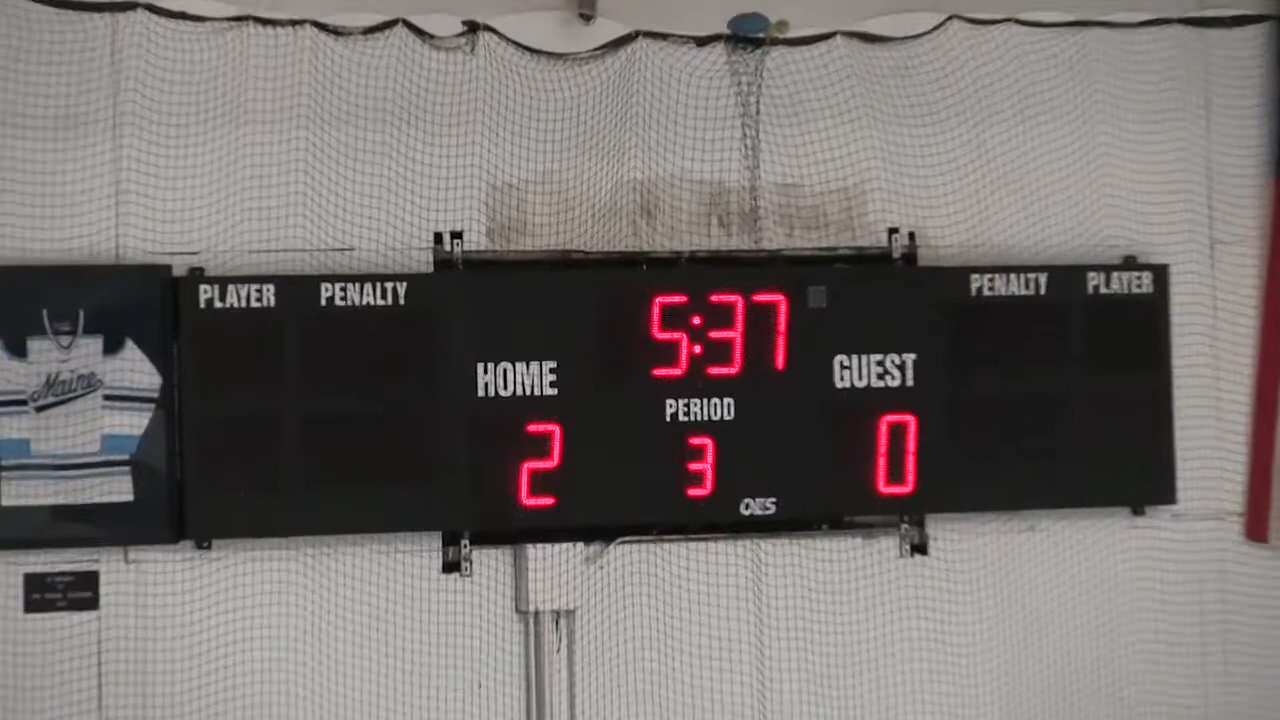 PLAYER PENALTY
5:37
PENALTY PLAYER
HOME
GUEST
PERIOD
2
3
0
OES
Maine